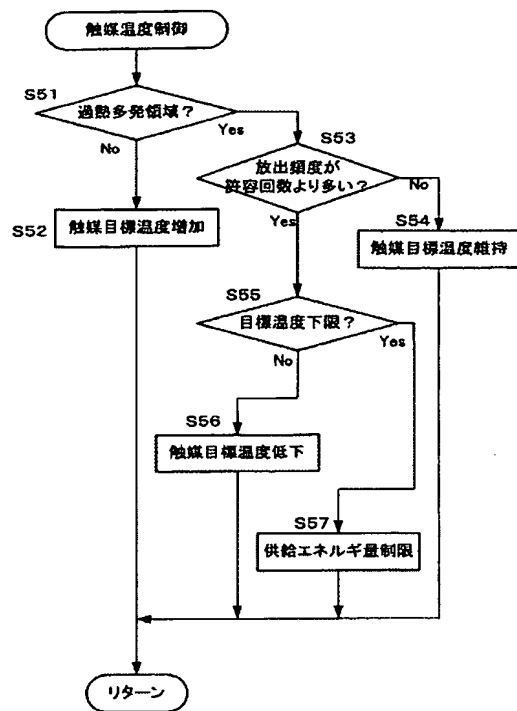 触媒温度制御
S51
過熱多発領域？
Yes
No
S53
放出頻度が
許容回数より多い？
No
Yes
S52
触媒目標温度増加
S54
触媒目標温度維持
S55
目標温度下限？
Yes
No
S56
触媒目標温度低下
S57
供給エネルギ量制限
リターン